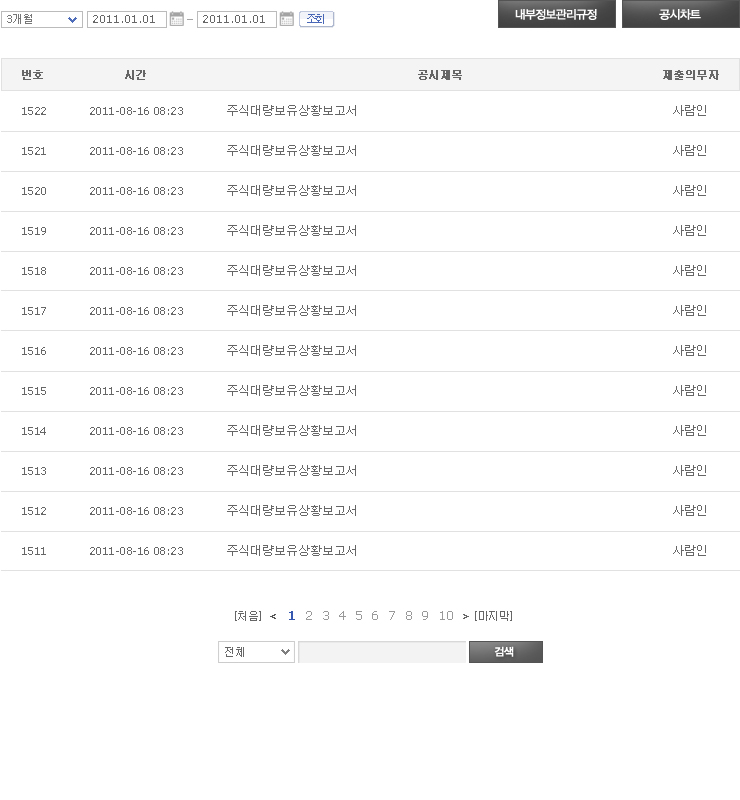 3개월 2011.01.01 – 2011.01.01 조회 내부정보관리규정 공시차트
번호 시간 공시제목 제출의무자
1522 2011-08-16 08:23 주식대량보유상황보고서 사람인
1521 2011-08-16 08:23 주식대량보유상황보고서 사람인
1520 2011-08-16 08:23 주식대량보유상황보고서 사람인
1519 2011-08-16 08:23 주식대량보유상황보고서 사람인
1518 2011-08-16 08:23 주식대량보유상황보고서 사람인
1517 2011-08-16 08:23 주식대량보유상황보고서 사람인
1516 2011-08-16 08:23 주식대량보유상황보고서 사람인
1515 2011-08-16 08:23 주식대량보유상황보고서 사람인
1514 2011-08-16 08:23 주식대량보유상황보고서 사람인
1513 2011-08-16 08:23 주식대량보유상황보고서 사람인
1512 2011-08-16 08:23 주식대량보유상황보고서 사람인
1511 2011-08-16 08:23 주식대량보유상황보고서 사람인
[처음] < 1 2 3 4 5 6 7 8 9 10 > [마지막]
전체 검색